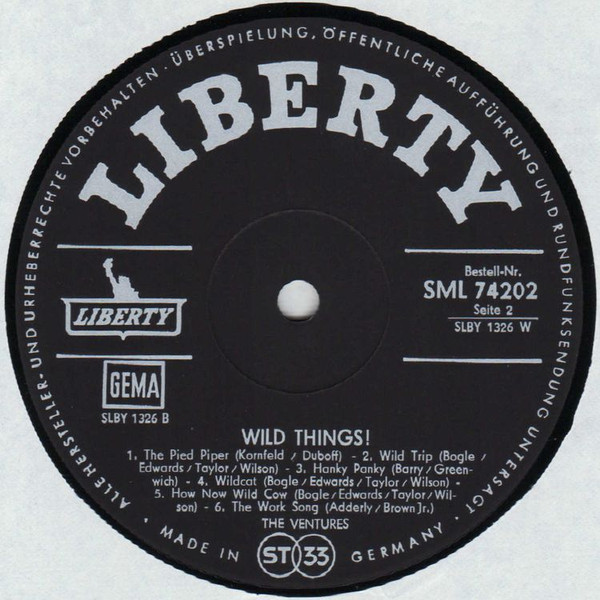 ALLE HERSTELLER- UND URHEBERRECHTE VORBEHALTEN · ÜBERSPIELUNG, ÖFFENTLICHE AUFFÜHRUNG UND RUNDFUNKSENDUNG UNTERSAGT ·
LIBERTY
LIBERTY
GEMA
SLBY 1326 B
Bestell-Nr.
SML 74202
Seite 2
SLBY 1326 W
WILD THINGS!
1. The Pied Piper (Kornfeld / Duboff) - 2. Wild Trip (Bogle /
Edwards / Taylor / Wilson) - 3. Hanky Panky (Barry / Green-
wich) - 4. Wildcat (Bogle / Edwards / Taylor / Wilson) -
5. How Now Wild Cow (Bogle / Edwards / Taylor / Wil-
son) - 6. The Work Song (Adderly / Brown Jr.)
THE VENTURES
· MADE IN ST 33 GERMANY ·